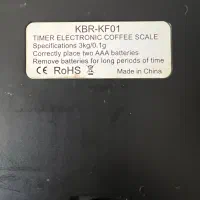 KBR-KF01
TIMER ELECTRONIC COFFEE SCALE
Specifications 3kg/0.1g
Correctly place two AAA batteries
Remove batteries for long periods of time
CE RoHS Made in China